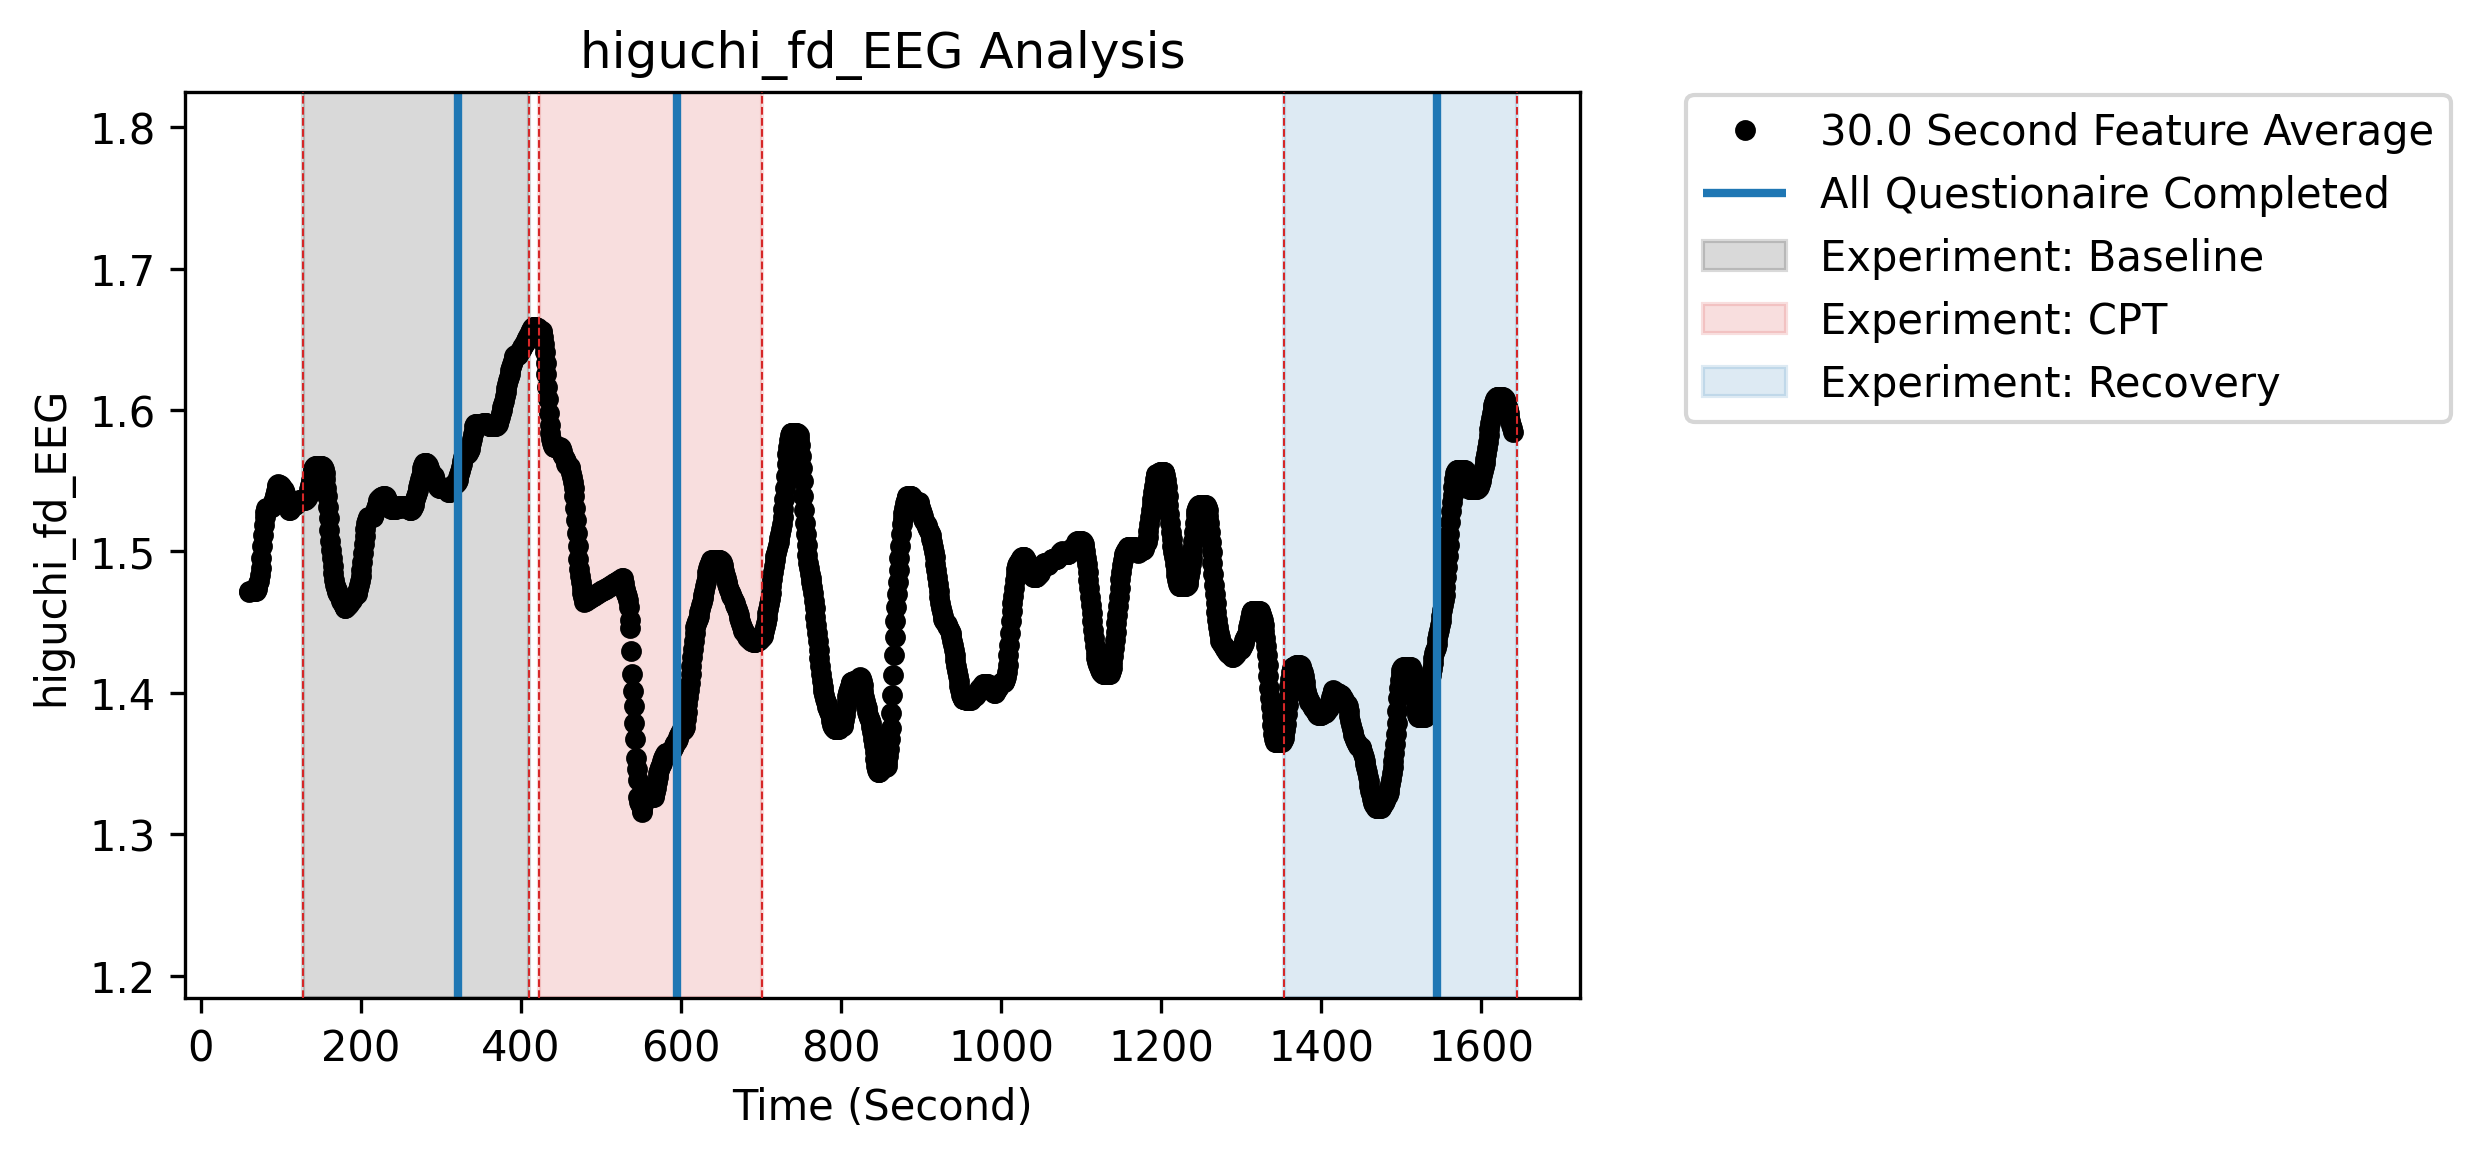 higuchi_fd_EEG Analysis
higuchi_fd_EEG
1.8
1.7
1.6
1.5
1.4
1.3
1.2
0 200 400 600 800 1000 1200 1400 1600
Time (Second)
30.0 Second Feature Average
All Questionaire Completed
Experiment: Baseline
Experiment: CPT
Experiment: Recovery